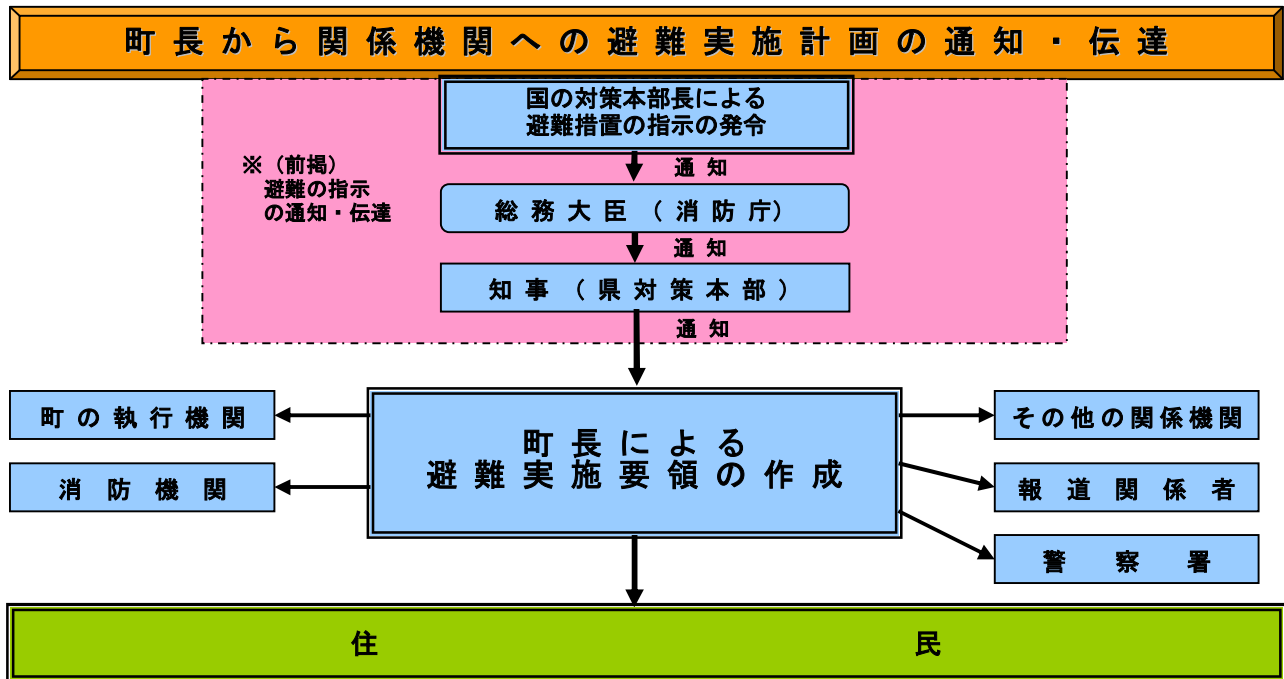 町長から関係機関への避難実施計画の通知・伝達
国の対策本部長による
避難措置の指示の発令
※（前掲）
避難の指示
の通知・伝達
通知
総務大臣（消防庁）
通知
知事（県対策本部）
通知
町の執行機関
消防機関
町長による
避難実施要領の作成
その他の関係機関
報道関係者
警察署
住民